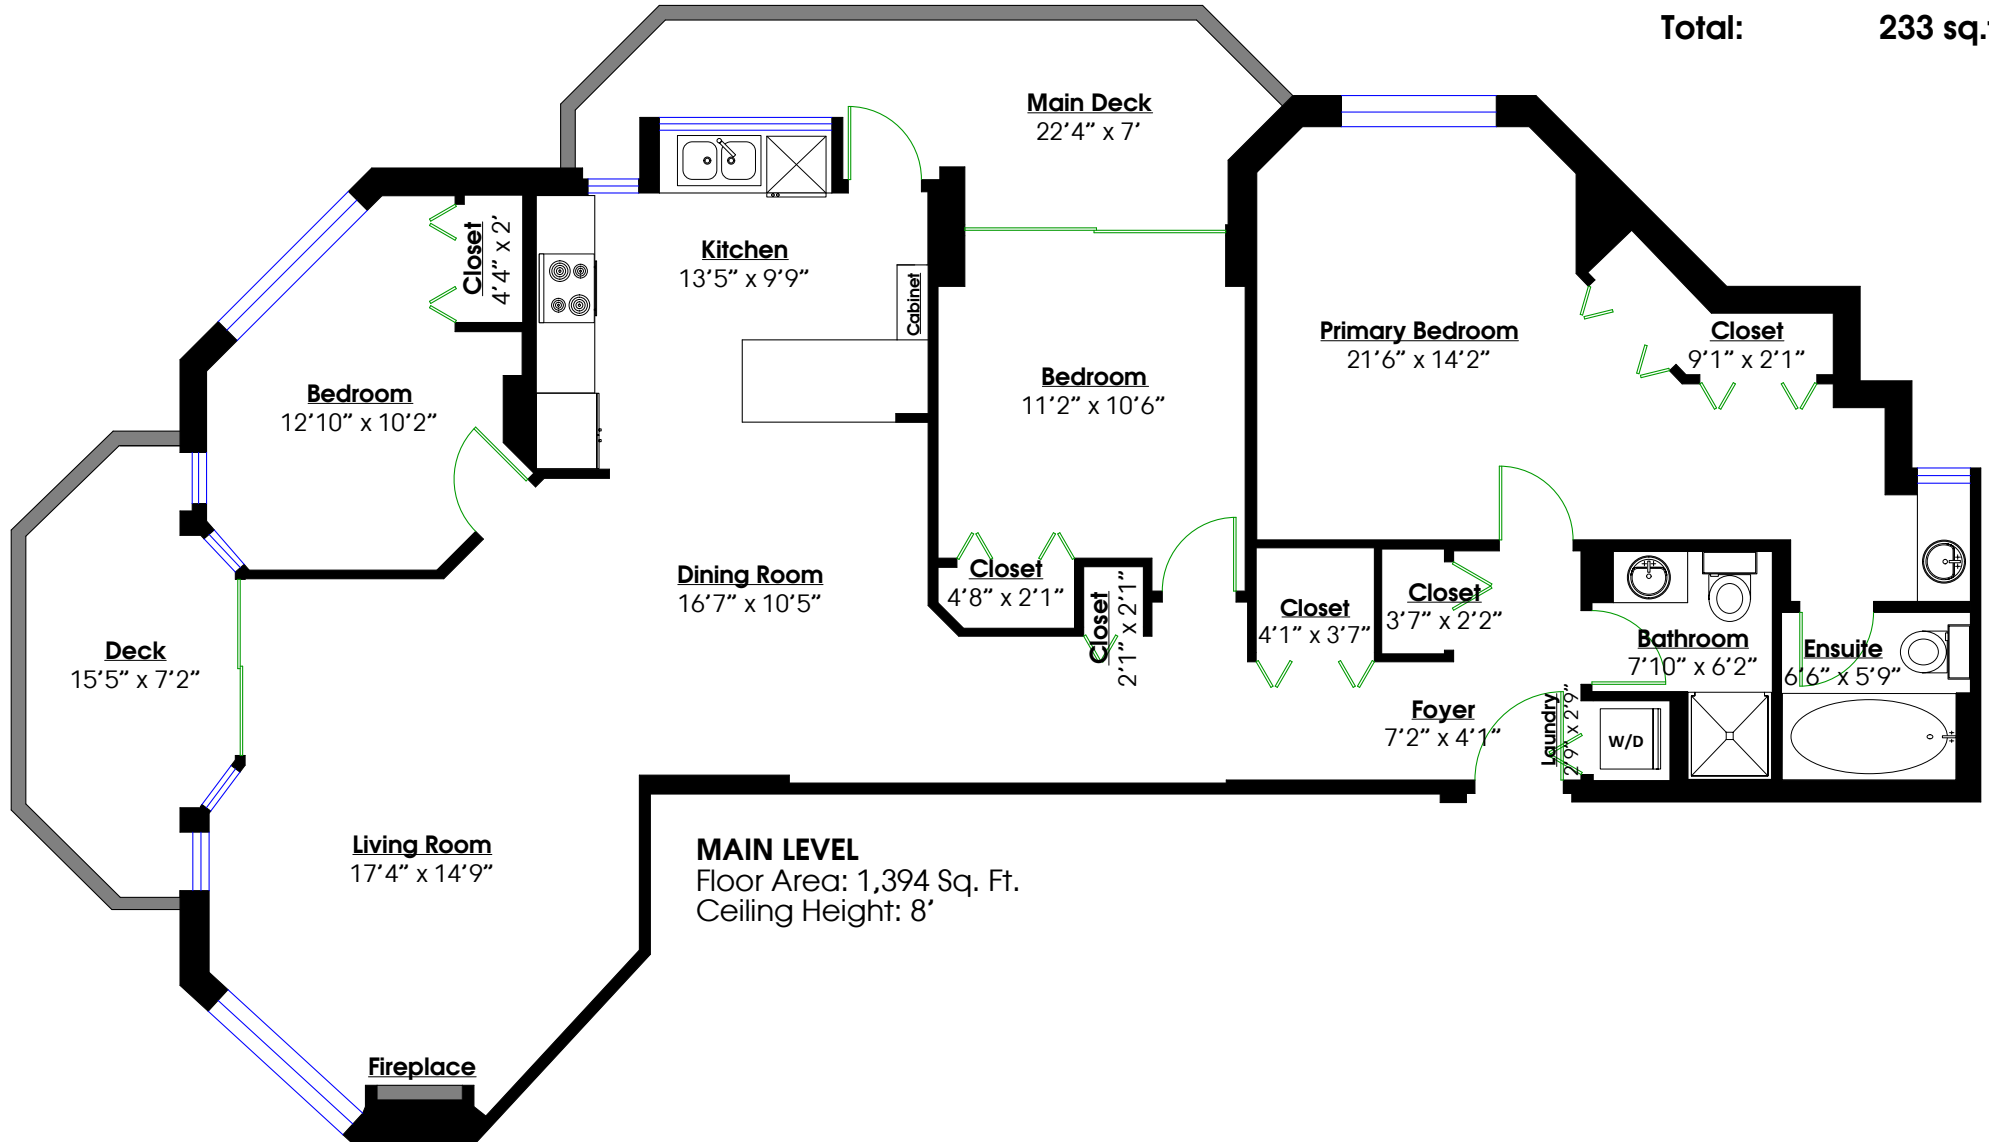 Total: 233 sq.
Main Deck
22'4" x 7'
Kitchen
13'5" x 9'9"
Closet
4'4" x 2'
Cabinet
Primary Bedroom
21'6" x 14'2"
Closet
9'1" x 2'1"
Bedroom
12'10" x 10'2"
Bedroom
11'2" x 10'6"
Dining Room
16'7" x 10'5"
Closet
4'8" x 2'1"
Closet
2'1" x 2'1"
Closet
4'1" x 3'7"
Closet
3'7" x 2'2"
Bathroom
7'10" x 6'2"
Ensuite
6'6" x 5'9"
Deck
15'5" x 7'2"
Foyer
7'2" x 4'1"
Laundry
2'9" x 2'9"
W/D
Living Room
17'4" x 14'9"
MAIN LEVEL
Floor Area: 1,394 Sq. Ft.
Ceiling Height: 8'
Fireplace